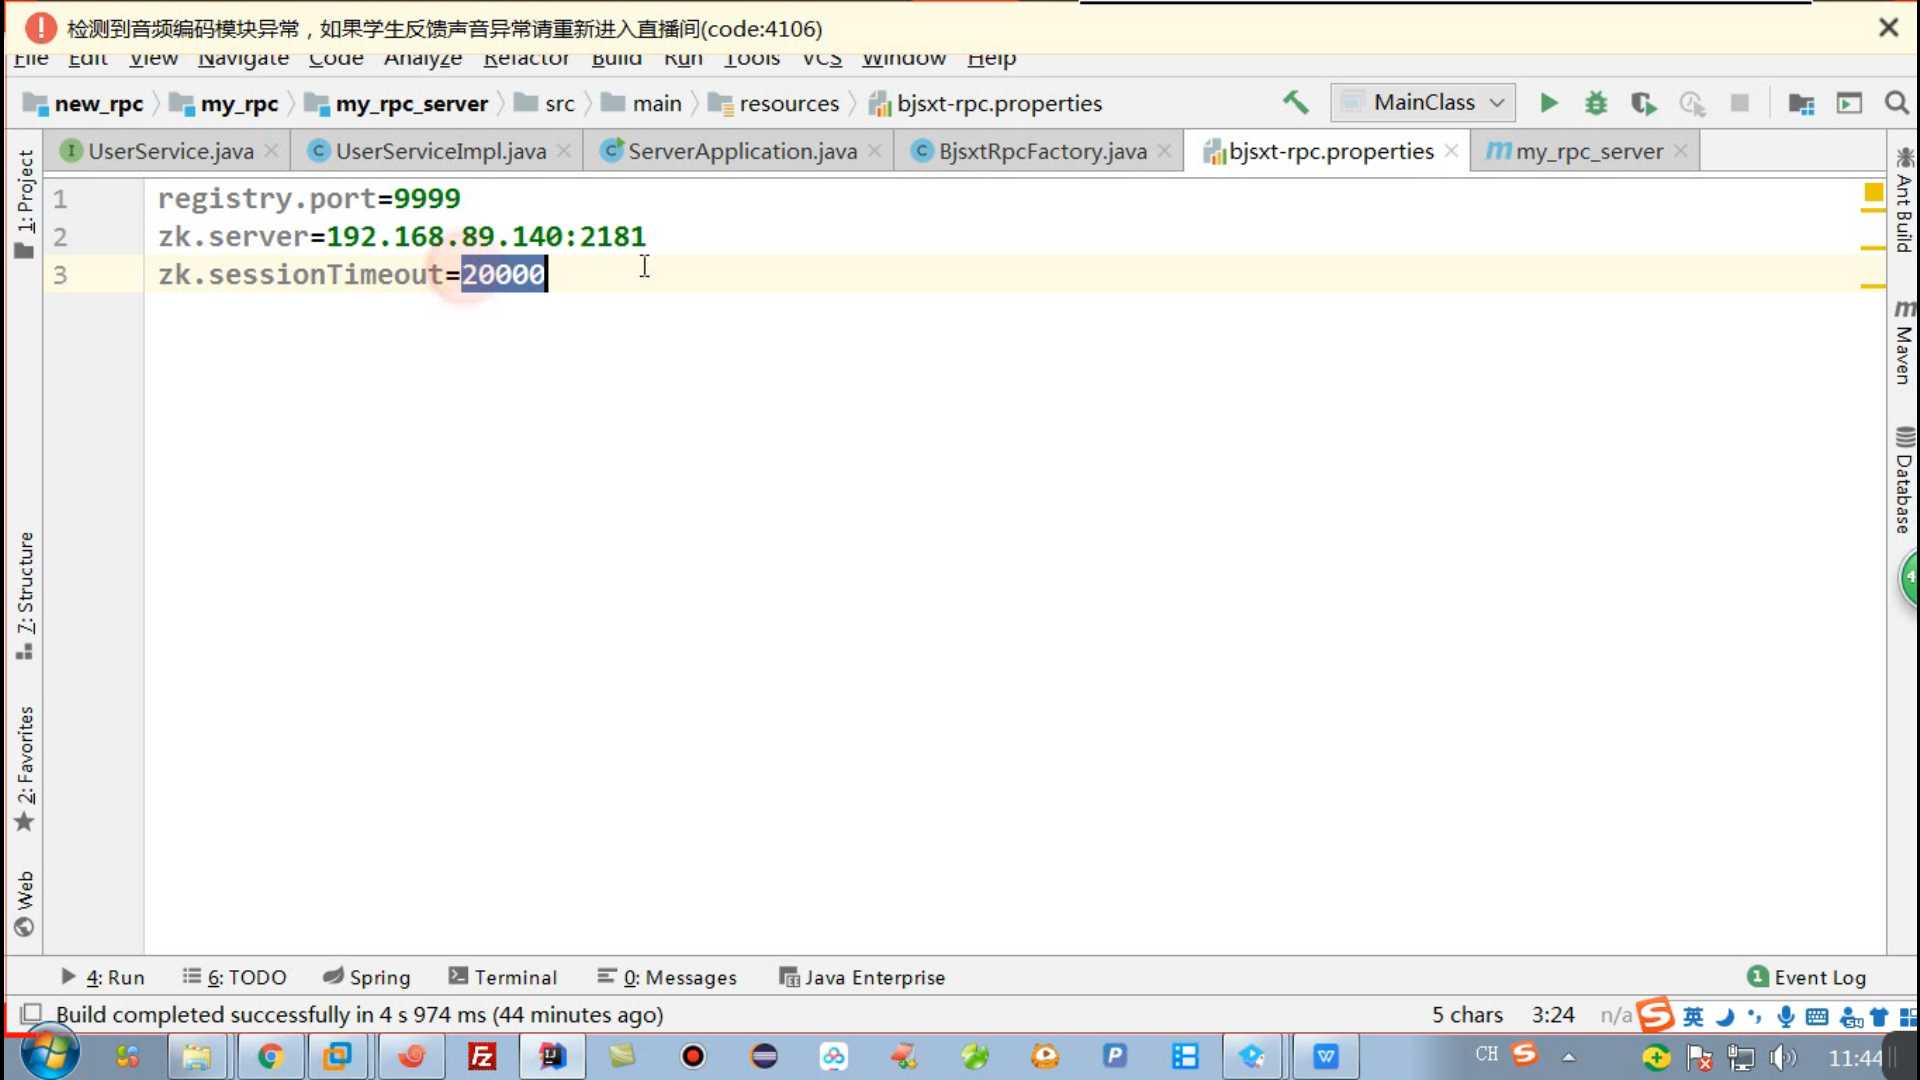 检测到音频编码模块异常，如果学生反馈声音异常请重新进入直播间(code:4106)
File Edit View Navigate Code Analyze Refactor Build Run Tools VCS Window Help
new_rpc my_rpc my_rpc_server src main resources bjsxt-rpc.properties MainClass
UserService.java UserServiceImpl.java ServerApplication.java BjsxtRpcFactory.java bjsxt-rpc.properties my_rpc_server
1 registry.port=9999
2 zk.server=192.168.89.140:2181
3 zk.sessionTimeout=20000
1: Project
7: Structure
2: Favorites
Web
Ant Build
Maven
Database
4
4: Run 6: TODO Spring Terminal 0: Messages Java Enterprise 1 Event Log
Build completed successfully in 4 s 974 ms (44 minutes ago) 5 chars 3:24 n/a 英
CH 11:44